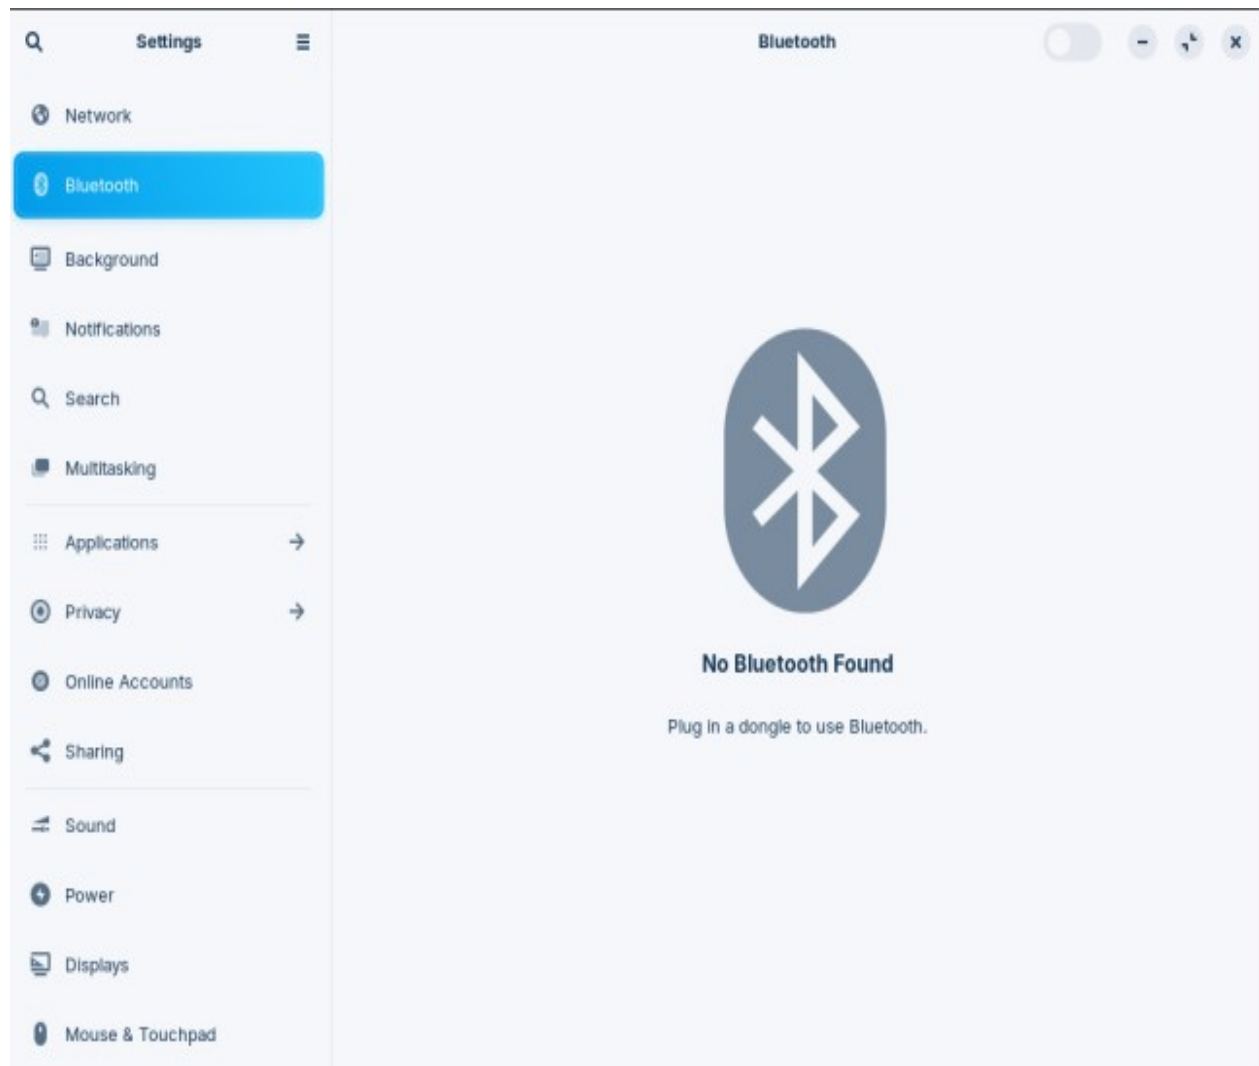 Settings
Network
Bluetooth
Background
Notifications
Search
Multitasking
Applications
Privacy
Online Accounts
Sharing
Sound
Power
Displays
Mouse & Touchpad
Bluetooth
No Bluetooth Found
Plug in a dongle to use Bluetooth.